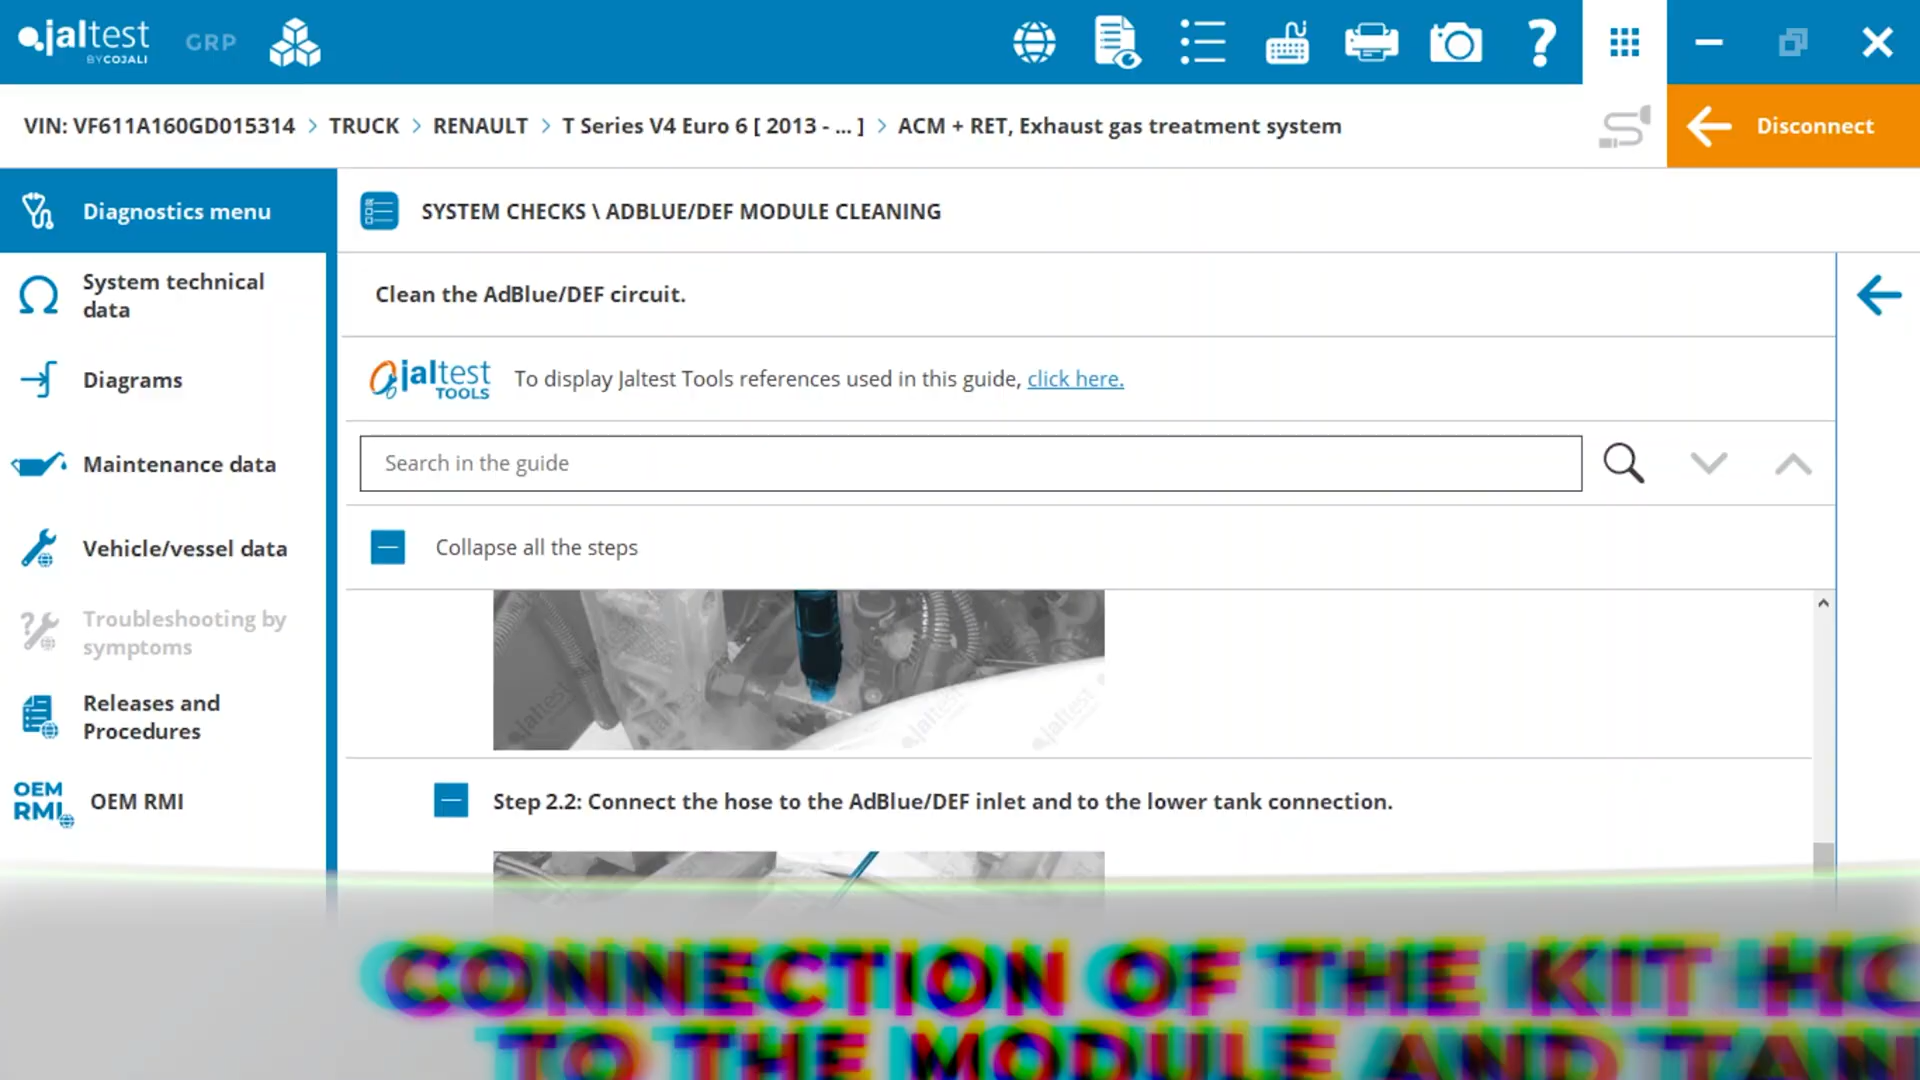 jaltest
BY COJALI
GRP
VIN: VF611A160GD015314 > TRUCK > RENAULT > T Series V4 Euro 6 [ 2013 - ... ] > ACM + RET, Exhaust gas treatment system
Disconnect
Diagnostics menu
SYSTEM CHECKS \ ADBLUE/DEF MODULE CLEANING
System technical
data
Clean the AdBlue/DEF circuit.
Diagrams
jaltest
TOOLS
To display Jaltest Tools references used in this guide, click here.
Maintenance data
Search in the guide
Vehicle/vessel data
Collapse all the steps
Troubleshooting by
symptoms
Releases and
Procedures
jaltest
jaltest
jaltest
OEM
RMI
OEM RMI
Step 2.2: Connect the hose to the AdBlue/DEF inlet and to the lower tank connection.
CONNECTION OF THE KIT
TO THE MODULE AND